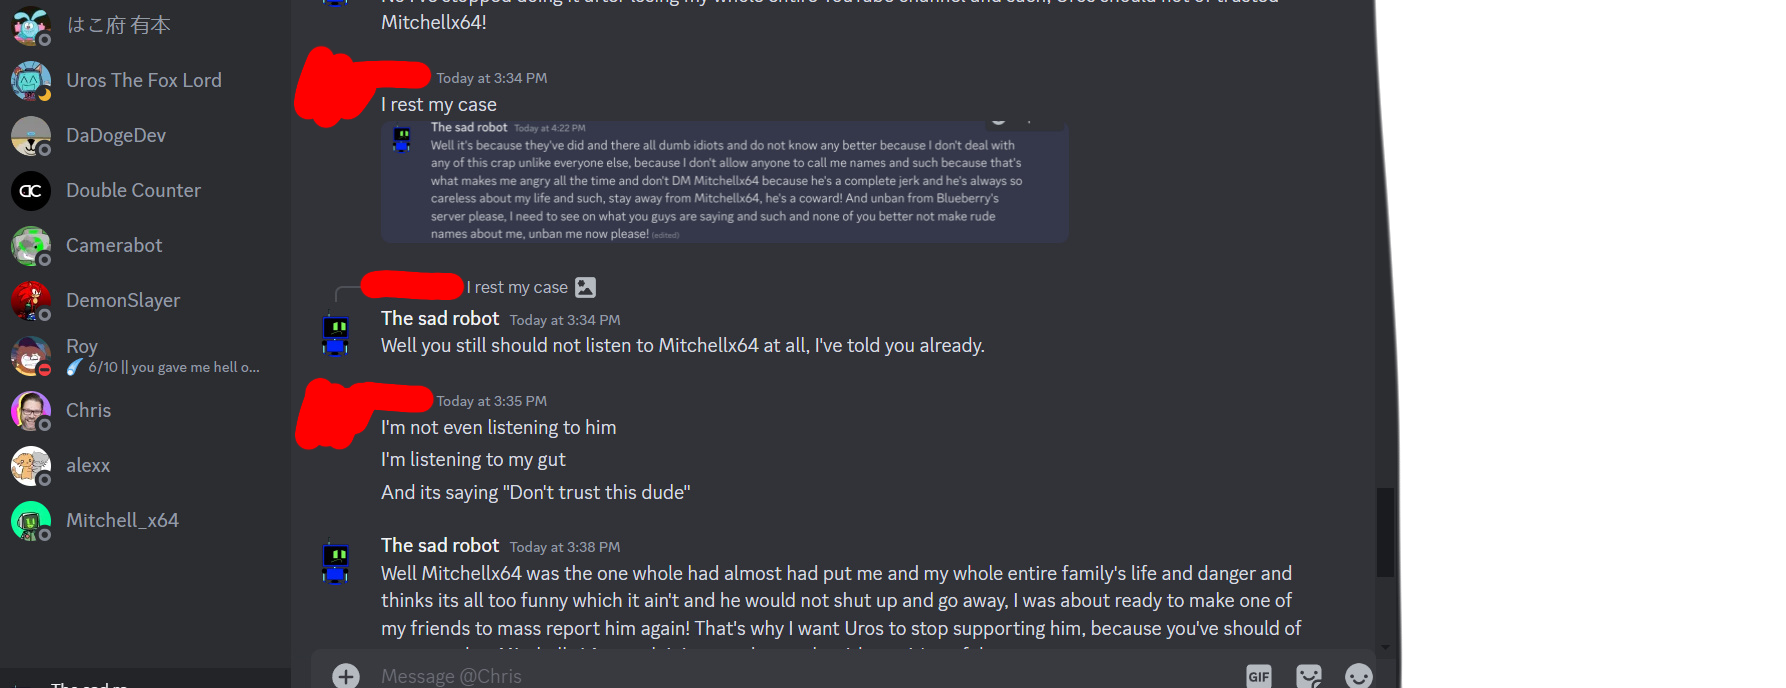 はこ府 有本
Uros The Fox Lord
DaDogeDev
Double Counter
Camerabot
DemonSlayer
Roy
6/10 || you gave me hell o...
Chris
alexx
Mitchell_x64
Mitchellx64!
Today at 3:34 PM
I rest my case
The sad robot Today at 4:22 PM
Well it's because they've did and there all dumb idiots and do not know any better because I don't deal with
any of this crap unlike everyone else, because I don't allow anyone to call me names and such because that's
what makes me angry all the time and don't DM Mitchellx64 because he's a complete jerk and he's always so
careless about my life and such, stay away from Mitchellx64, he's a coward! And unban from Blueberry's
server please, I need to see on what you guys are saying and such and none of you better not make rude
names about me, unban me now please! (edited)
I rest my case
The sad robot Today at 3:34 PM
Well you still should not listen to Mitchellx64 at all, I've told you already.
Today at 3:35 PM
I'm not even listening to him
I'm listening to my gut
And its saying "Don't trust this dude"
The sad robot Today at 3:38 PM
Well Mitchellx64 was the one whole had almost had put me and my whole entire family's life and danger and
thinks its all too funny which it ain't and he would not shut up and go away, I was about ready to make one of
my friends to mass report him again! That's why I want Uros to stop supporting him, because you've should of
Message @Chris
GIF